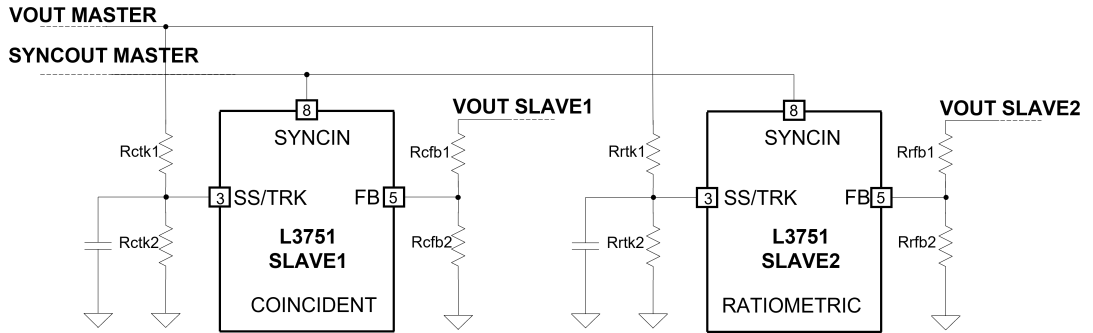 VOUT MASTER
SYNCOUT MASTER
8
SYNCIN
VOUT SLAVE1
8
SYNCIN
VOUT SLAVE2
Rctk1
Rcfb1
Rrtk1
Rrfb1
3
SS/TRK
FB
5
3
SS/TRK
FB
5
Rctk2
L3751
SLAVE1
Rcfb2
Rrtk2
L3751
SLAVE2
Rrfb2
COINCIDENT
RATIOMETRIC